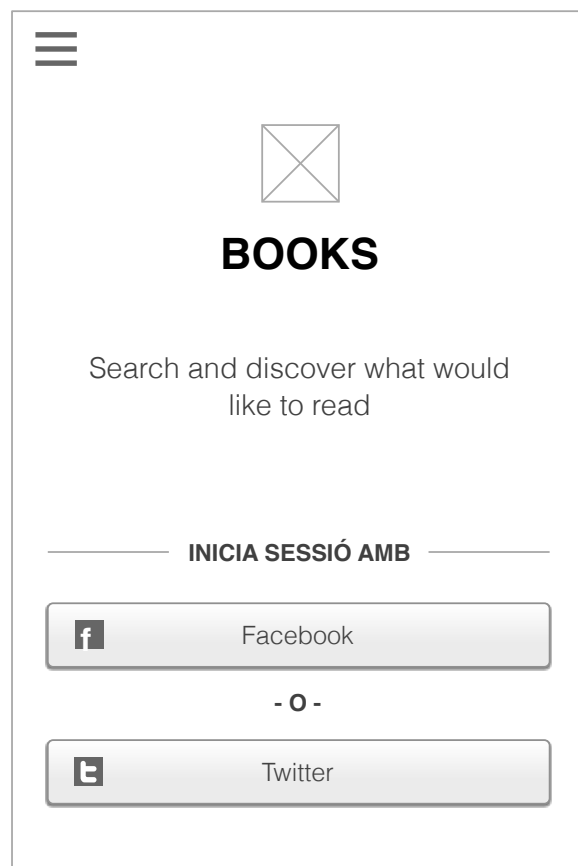 BOOKS
Search and discover what would
like to read
INICIA SESSIÓ AMB
Facebook
- O -
Twitter